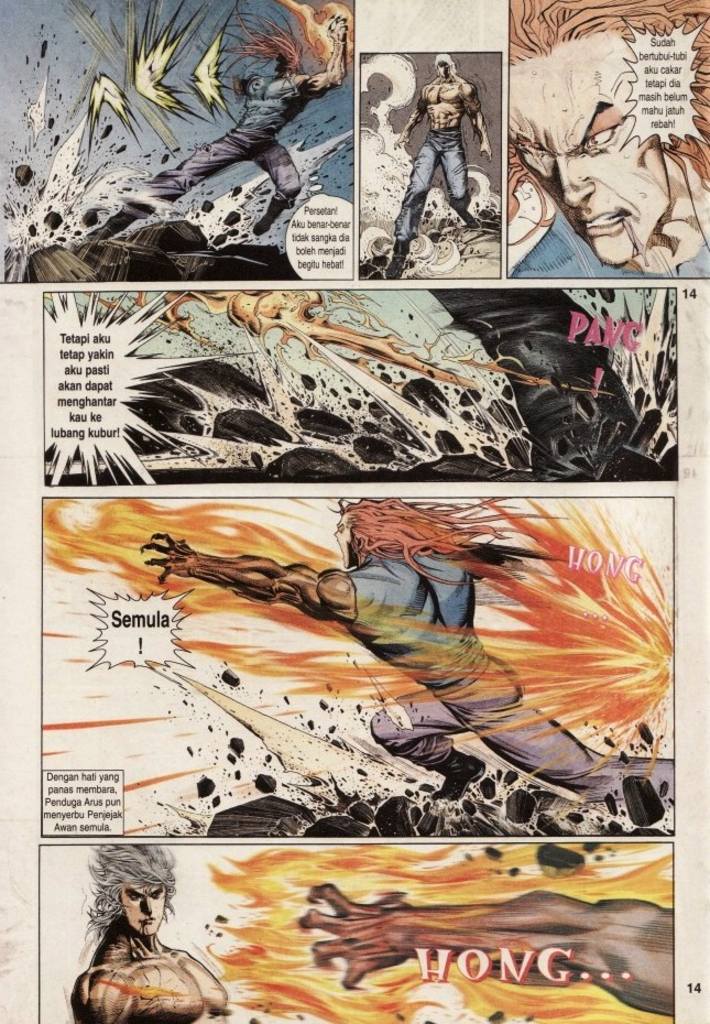 Persetan!
Aku benar-benar
tidak sangka dia
boleh menjadi
begitu hebat!
Sudah
bertubui-tubi
aku cakar
tetapi dia
masih belum
mahu jatuh
rebah!
14
Tetapi aku
tetap yakin
aku pasti
akan dapat
menghantar
kau ke
lubang kubur!
PANG
!
HONG
...
Semula
!
Dengan hati yang
panas membara,
Penduga Arus pun
menyerbu Penjejak
Awan semula.
HONG...
14